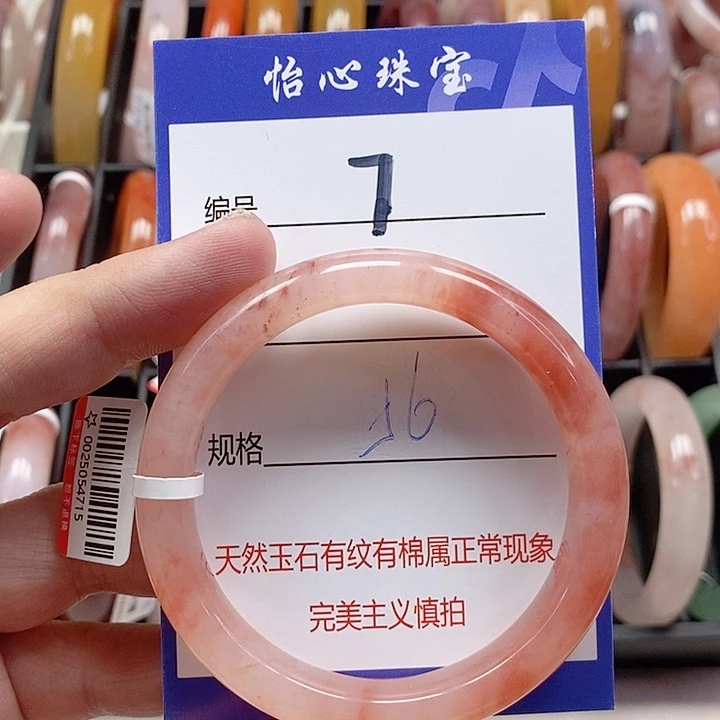 怡心珠宝
编号 7
规格 56
天然玉石有纹有棉属正常现象
完美主义慎拍
0025054715